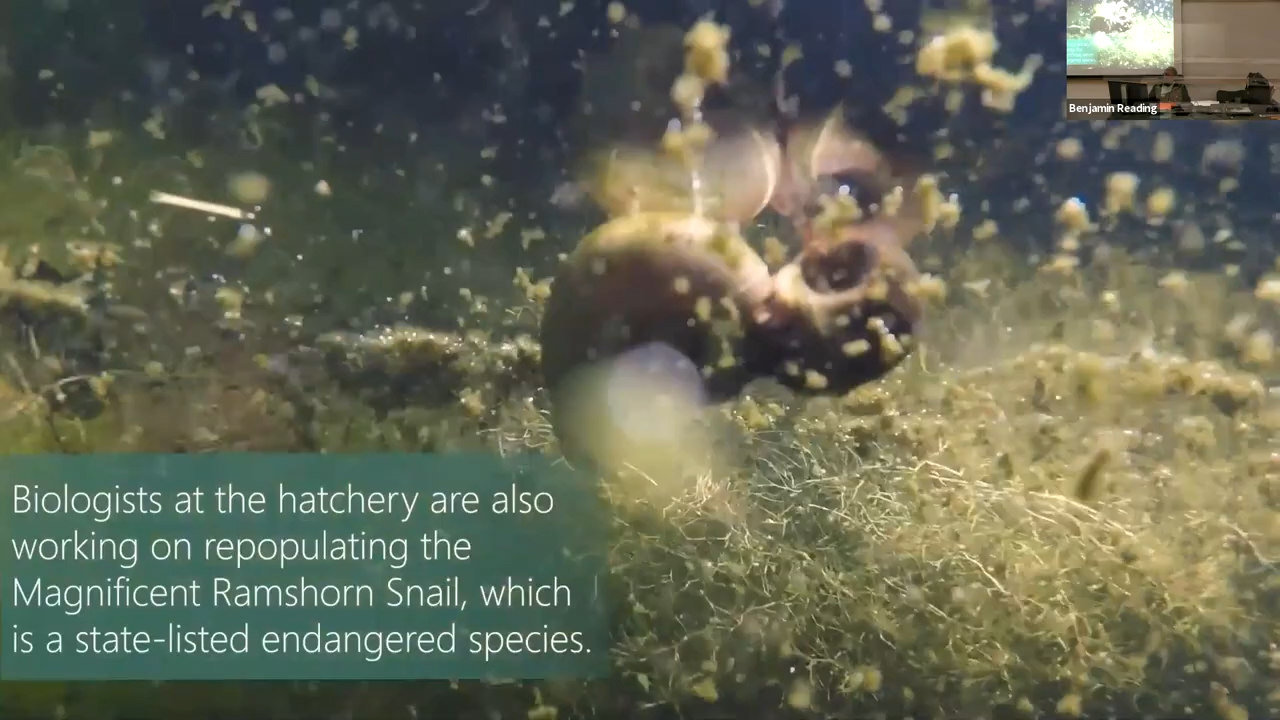 Benjamin Reading
Biologists at the hatchery are also
working on repopulating the
Magnificent Ramshorn Snail, which
is a state-listed endangered species.